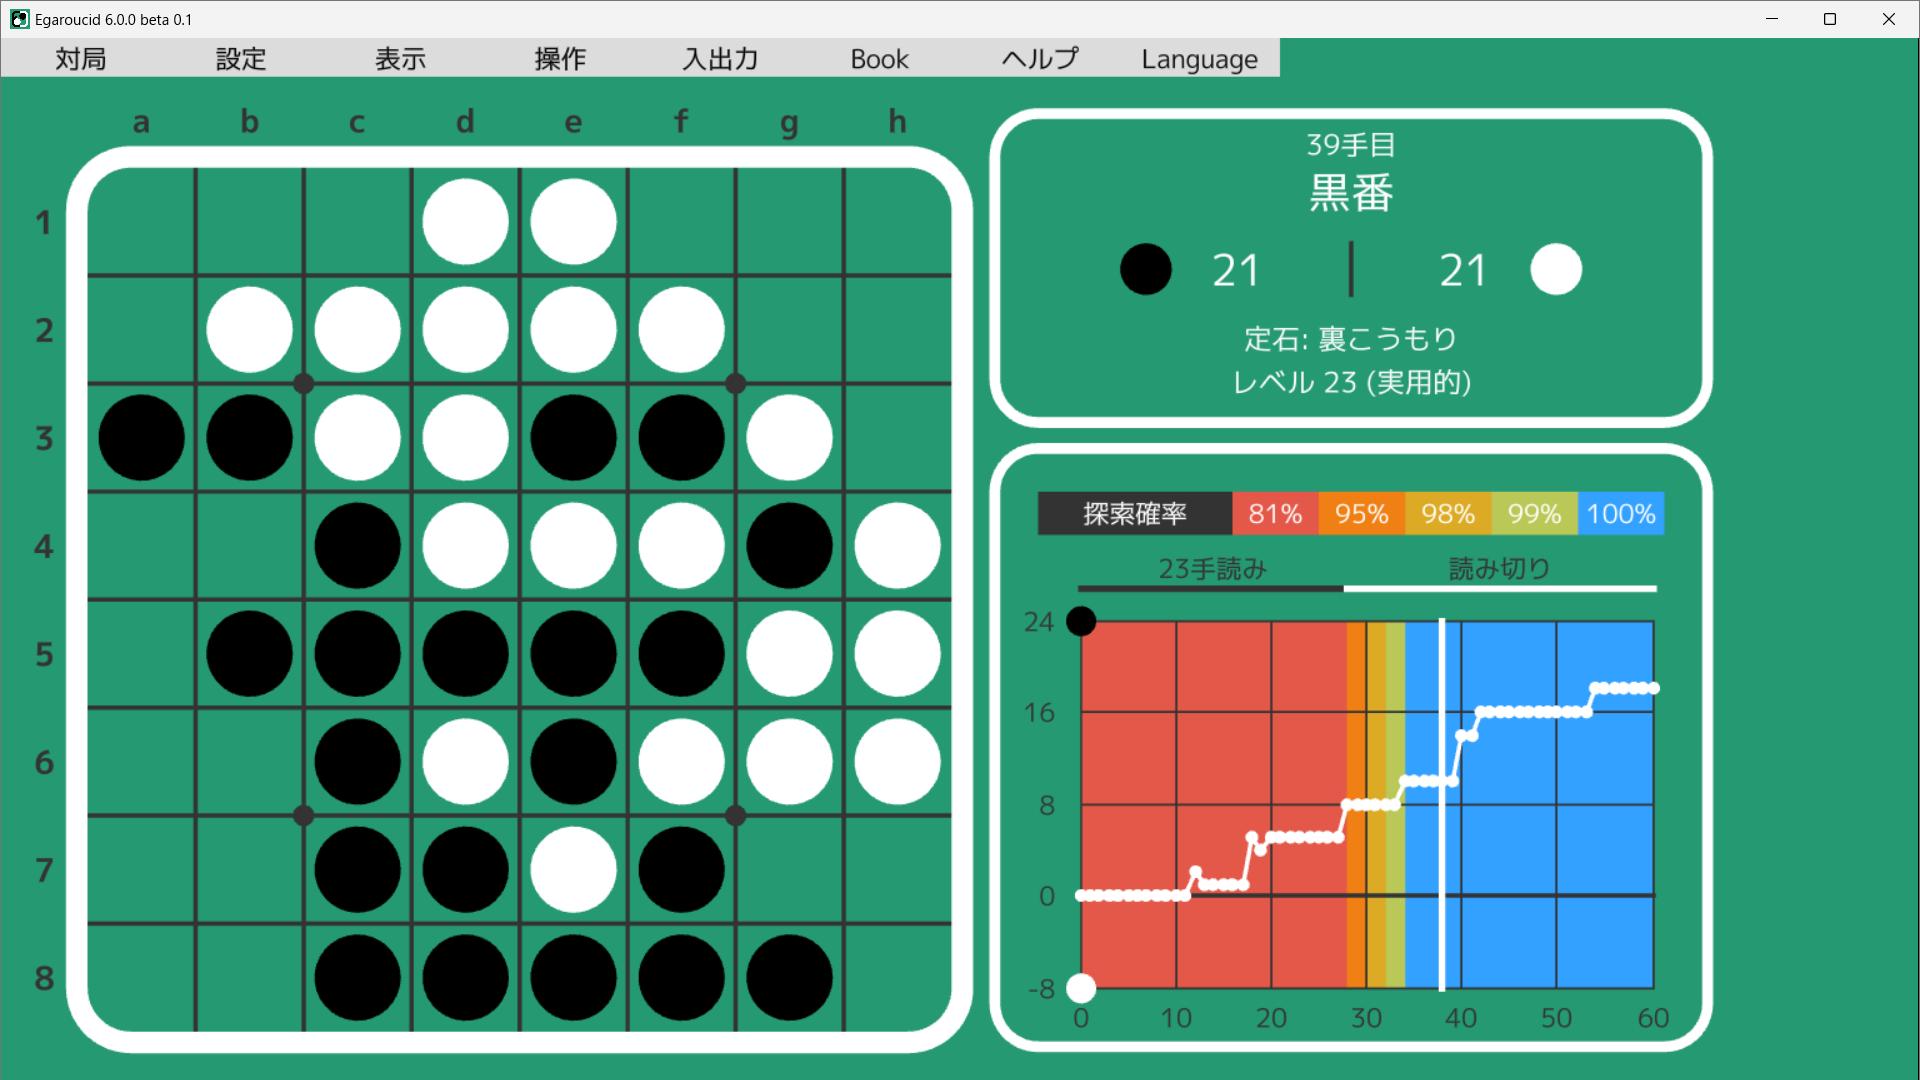 Egaroucid 6.0.0 beta 0.1
対局 設定 表示 操作 入出力 Book ヘルプ Language
a b c d e f g h
1
2
3
4
5
6
7
8
39手目
黒番
21 21
定石: 裏こうもり
レベル 23 (実用的)
探索確率 81% 95% 98% 99% 100%
23手読み 読み切り
24
16
8
0
-8
0 10 20 30 40 50 60